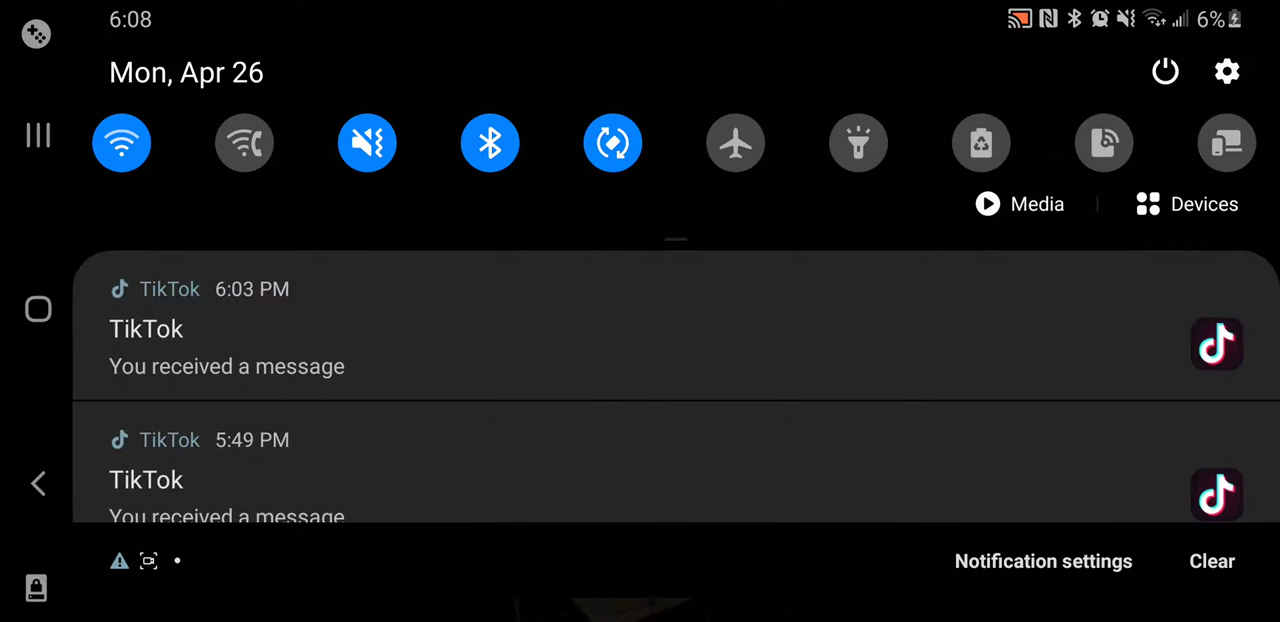 6:08
6%
Mon, Apr 26
Media
Devices
TikTok 6:03 PM
TikTok
You received a message
TikTok 5:49 PM
TikTok
You received a message
Notification settings
Clear